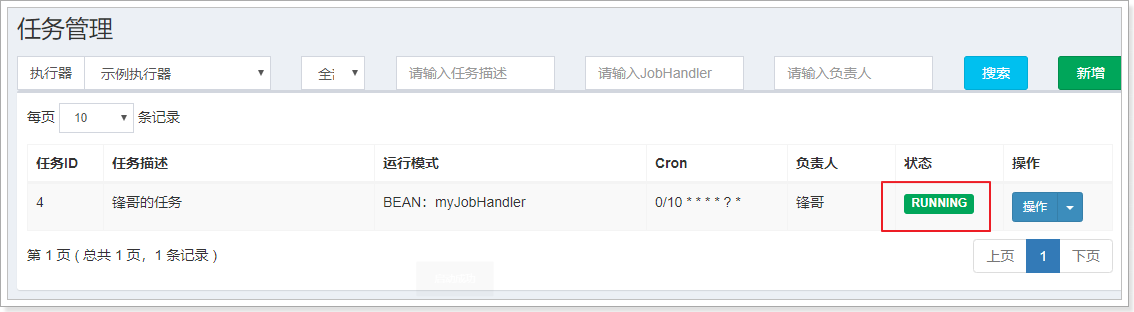 任务管理
执行器 示例执行器 全 请输入任务描述 请输入JobHandler 请输入负责人 搜索 新增
每页 10 条记录
任务ID 任务描述 运行模式 Cron 负责人 状态 操作
4 锋哥的任务 BEAN：myJobHandler 0/10 * * * * ? * 锋哥 RUNNING 操作
第 1 页 ( 总共 1 页，1 条记录 ) 上页 1 下页